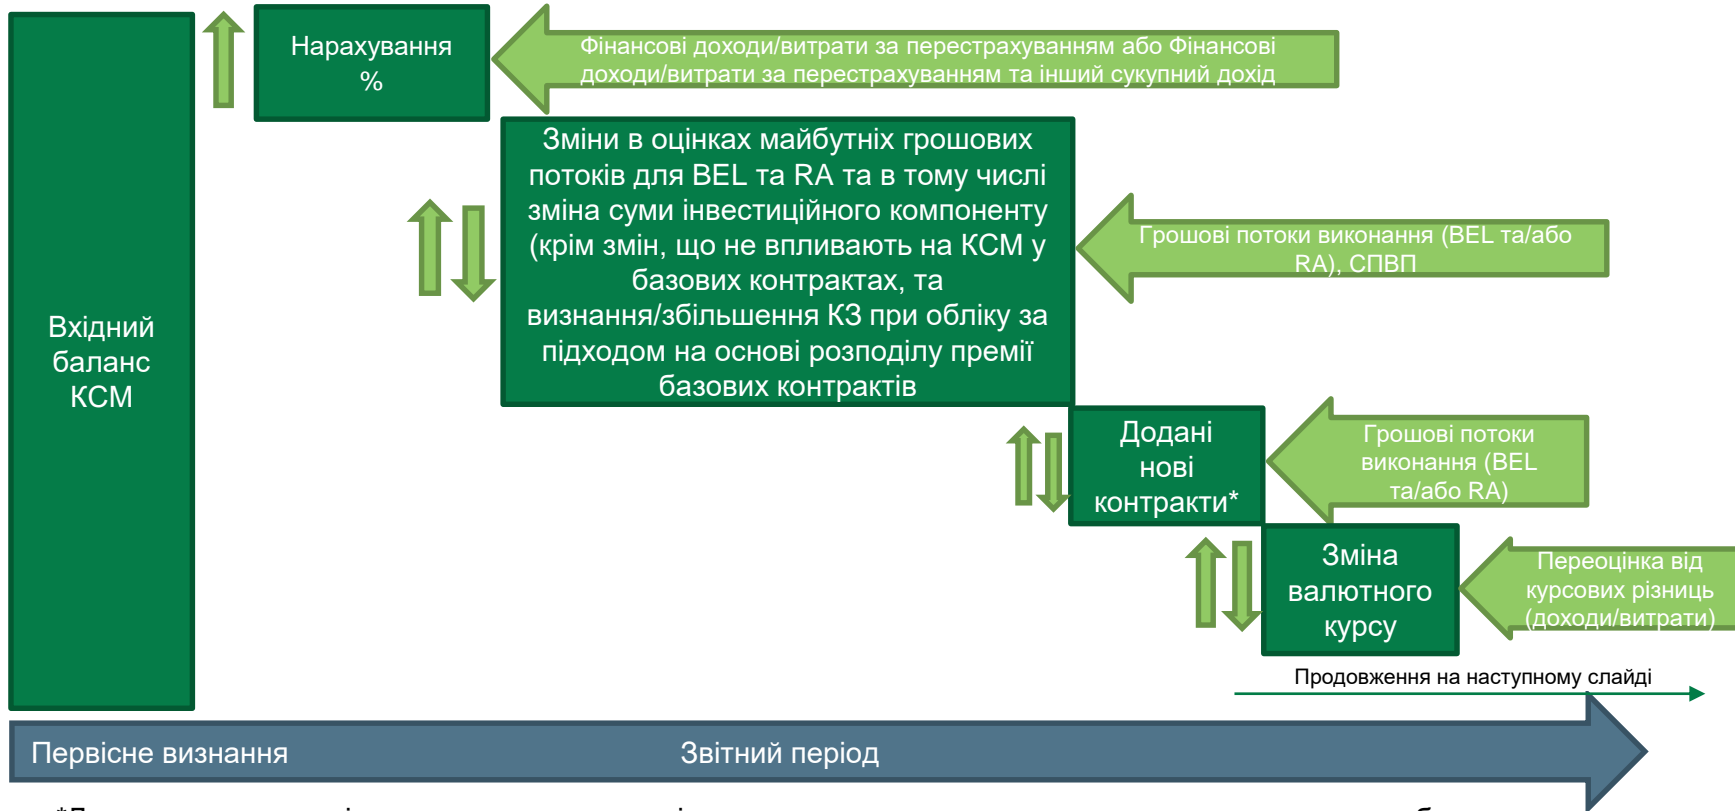 Нарахування
%
Фінансові доходи/витрати за перестрахуванням або Фінансові
доходи/витрати за перестрахуванням та інший сукупний дохід
Зміни в оцінках майбутніх грошових
потоків для BEL та RA та в тому числі
зміна суми інвестиційного компоненту
(крім змін, що не впливають на КСМ у
базових контрактах, та
визнання/збільшення КЗ при обліку за
підходом на основі розподілу премії
базових контрактів
Грошові потоки виконання (BEL та/або
RA), СПВП
Вхідний
баланс
КСМ
Додані
нові
контракти*
Грошові потоки
виконання (BEL
та/або RA)
Зміна
валютного
курсу
Переоцінка від
курсових різниць
(доходи/витрати)
Продовження на наступному слайді
Первісне визнання
Звітний період